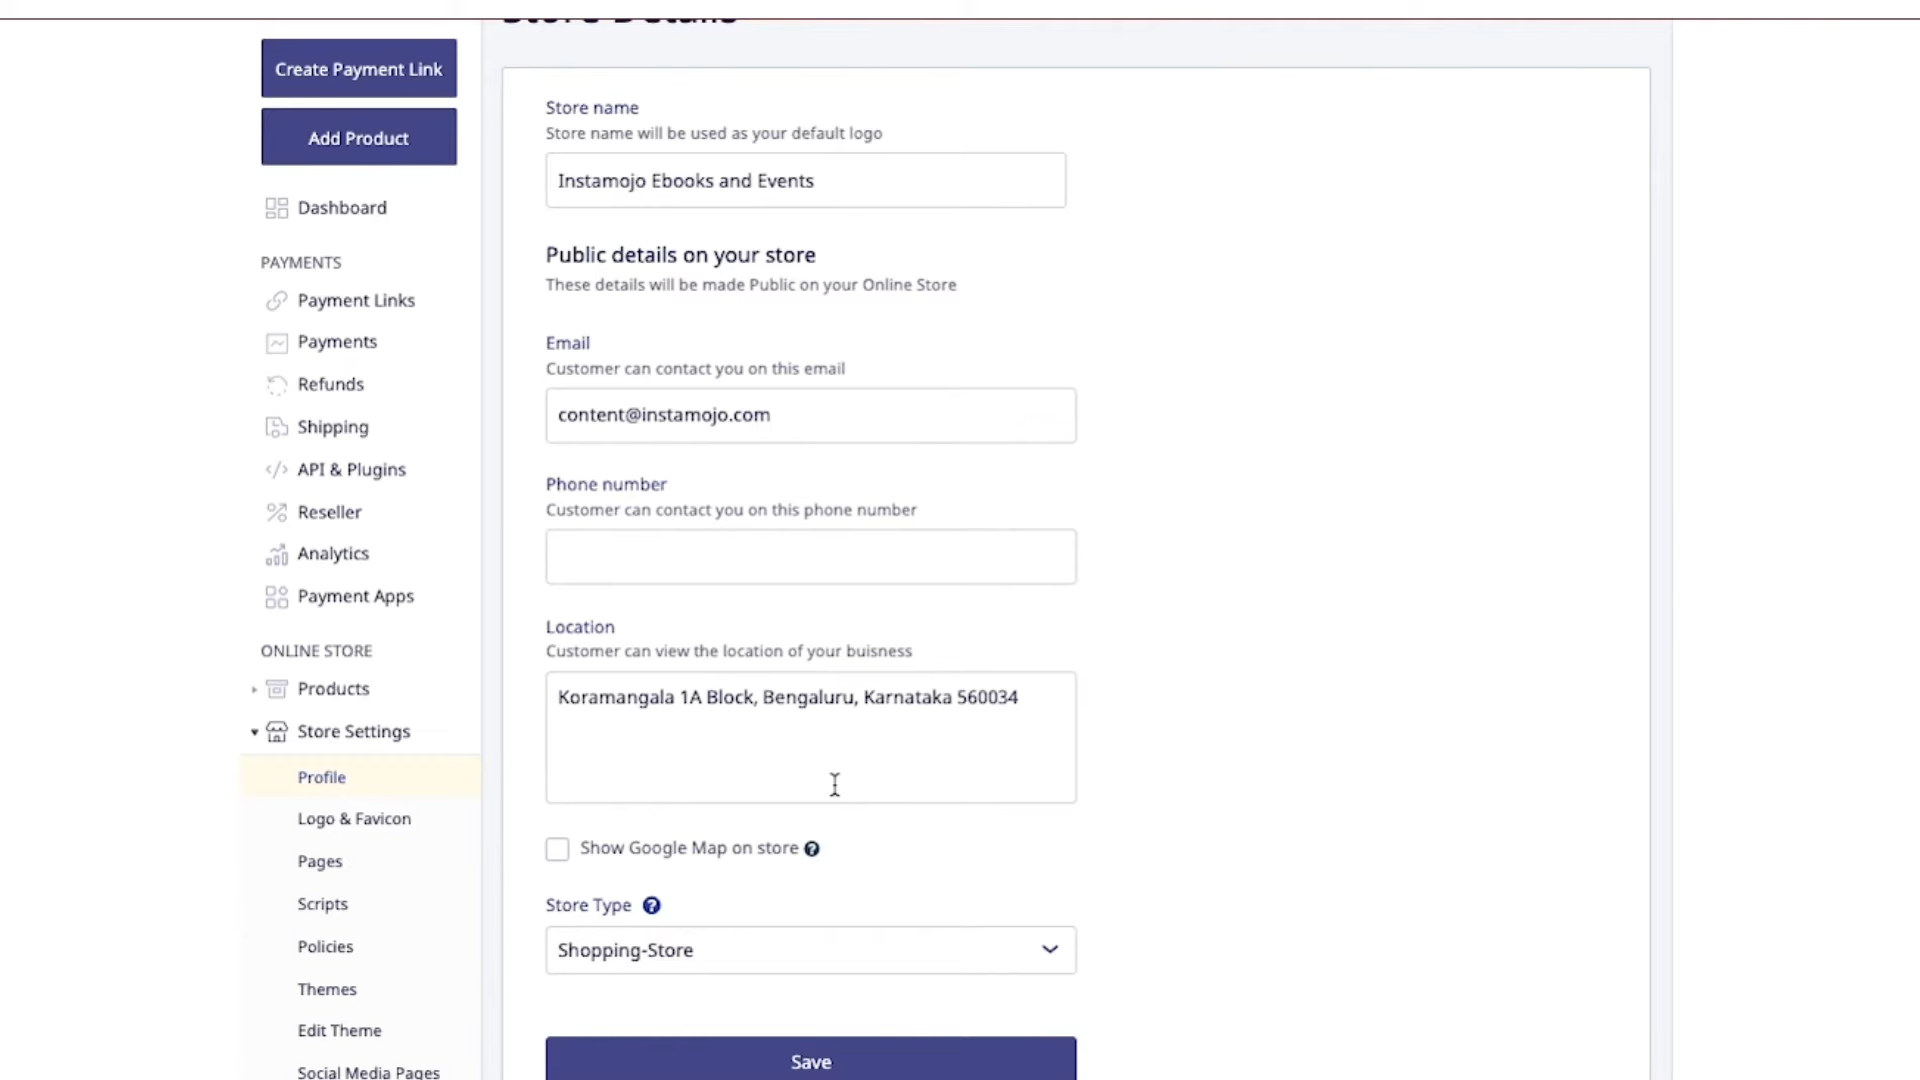 Store Details
Create Payment Link
Add Product
Dashboard
PAYMENTS
Payment Links
Payments
Refunds
Shipping
API & Plugins
Reseller
Analytics
Payment Apps
ONLINE STORE
Products
Store Settings
Profile
Logo & Favicon
Pages
Scripts
Policies
Themes
Edit Theme
Social Media Pages
Store name
Store name will be used as your default logo
Instamojo Ebooks and Events
Public details on your store
These details will be made Public on your Online Store
Email
Customer can contact you on this email
content@instamojo.com
Phone number
Customer can contact you on this phone number
Location
Customer can view the location of your buisness
Koramangala 1A Block, Bengaluru, Karnataka 560034
Show Google Map on store
Store Type
Shopping-Store
Save